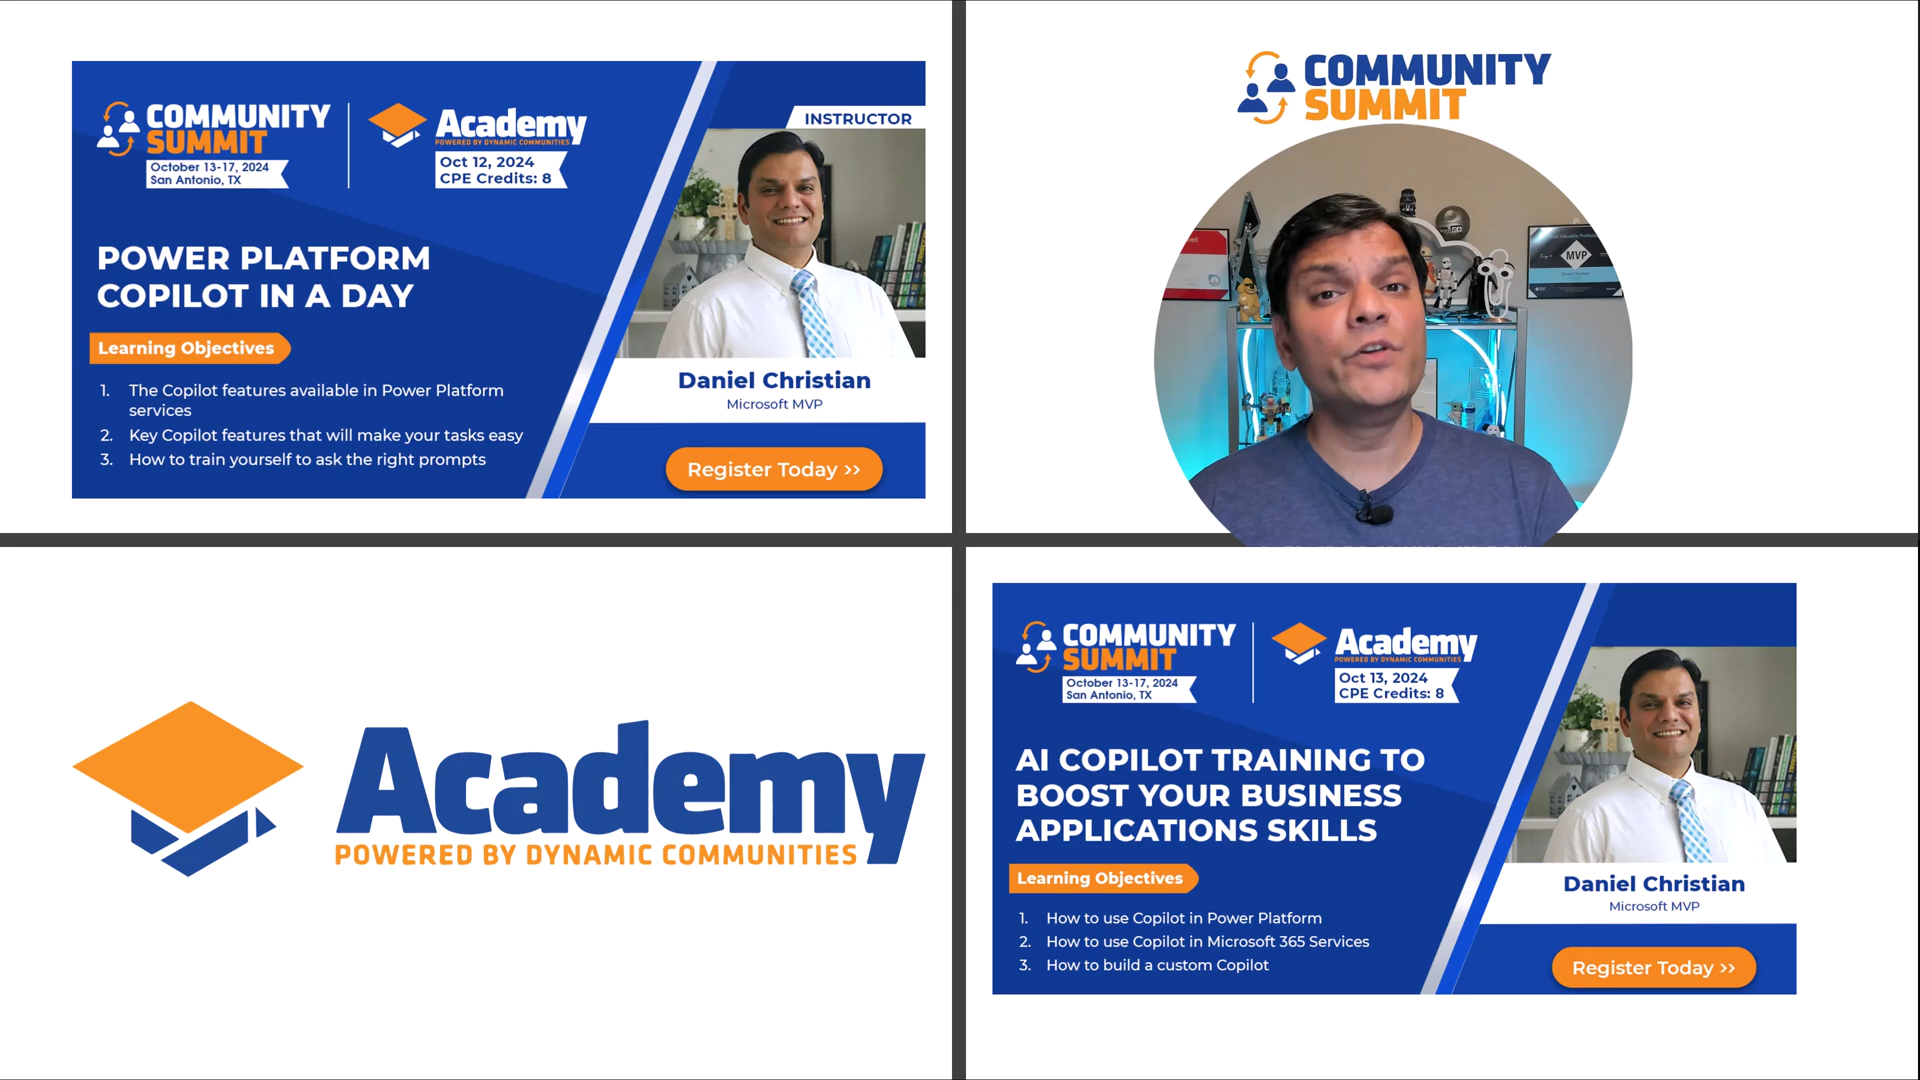 COMMUNITY
SUMMIT
October 13-17, 2024
San Antonio, TX
Academy
POWERED BY DYNAMIC COMMUNITIES
Oct 12, 2024
CPE Credits: 8
INSTRUCTOR
POWER PLATFORM
COPILOT IN A DAY
Learning Objectives
1. The Copilot features available in Power Platform
services
2. Key Copilot features that will make your tasks easy
3. How to train yourself to ask the right prompts
Daniel Christian
Microsoft MVP
Register Today >>
COMMUNITY
SUMMIT
MVP
Academy
POWERED BY DYNAMIC COMMUNITIES
COMMUNITY
SUMMIT
October 13-17, 2024
San Antonio, TX
Academy
POWERED BY DYNAMIC COMMUNITIES
Oct 13, 2024
CPE Credits: 8
AI COPILOT TRAINING TO
BOOST YOUR BUSINESS
APPLICATIONS SKILLS
Learning Objectives
1. How to use Copilot in Power Platform
2. How to use Copilot in Microsoft 365 Services
3. How to build a custom Copilot
Daniel Christian
Microsoft MVP
Register Today >>